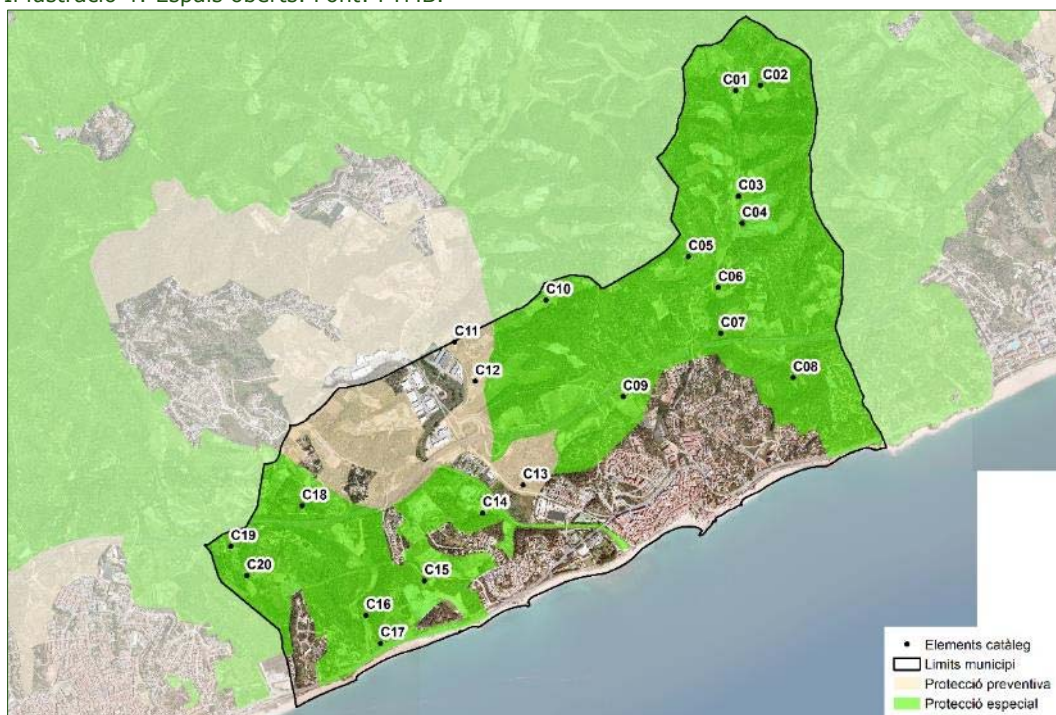 Il·lustració 4. Espais oberts. Font: PTMB.
C01
C02
C03
C04
C05
C06
C07
C08
C09
C10
C11
C12
C13
C14
C15
C16
C17
C18
C19
C20
Elements catàleg
Límits municipi
Protecció preventiva
Protecció especial